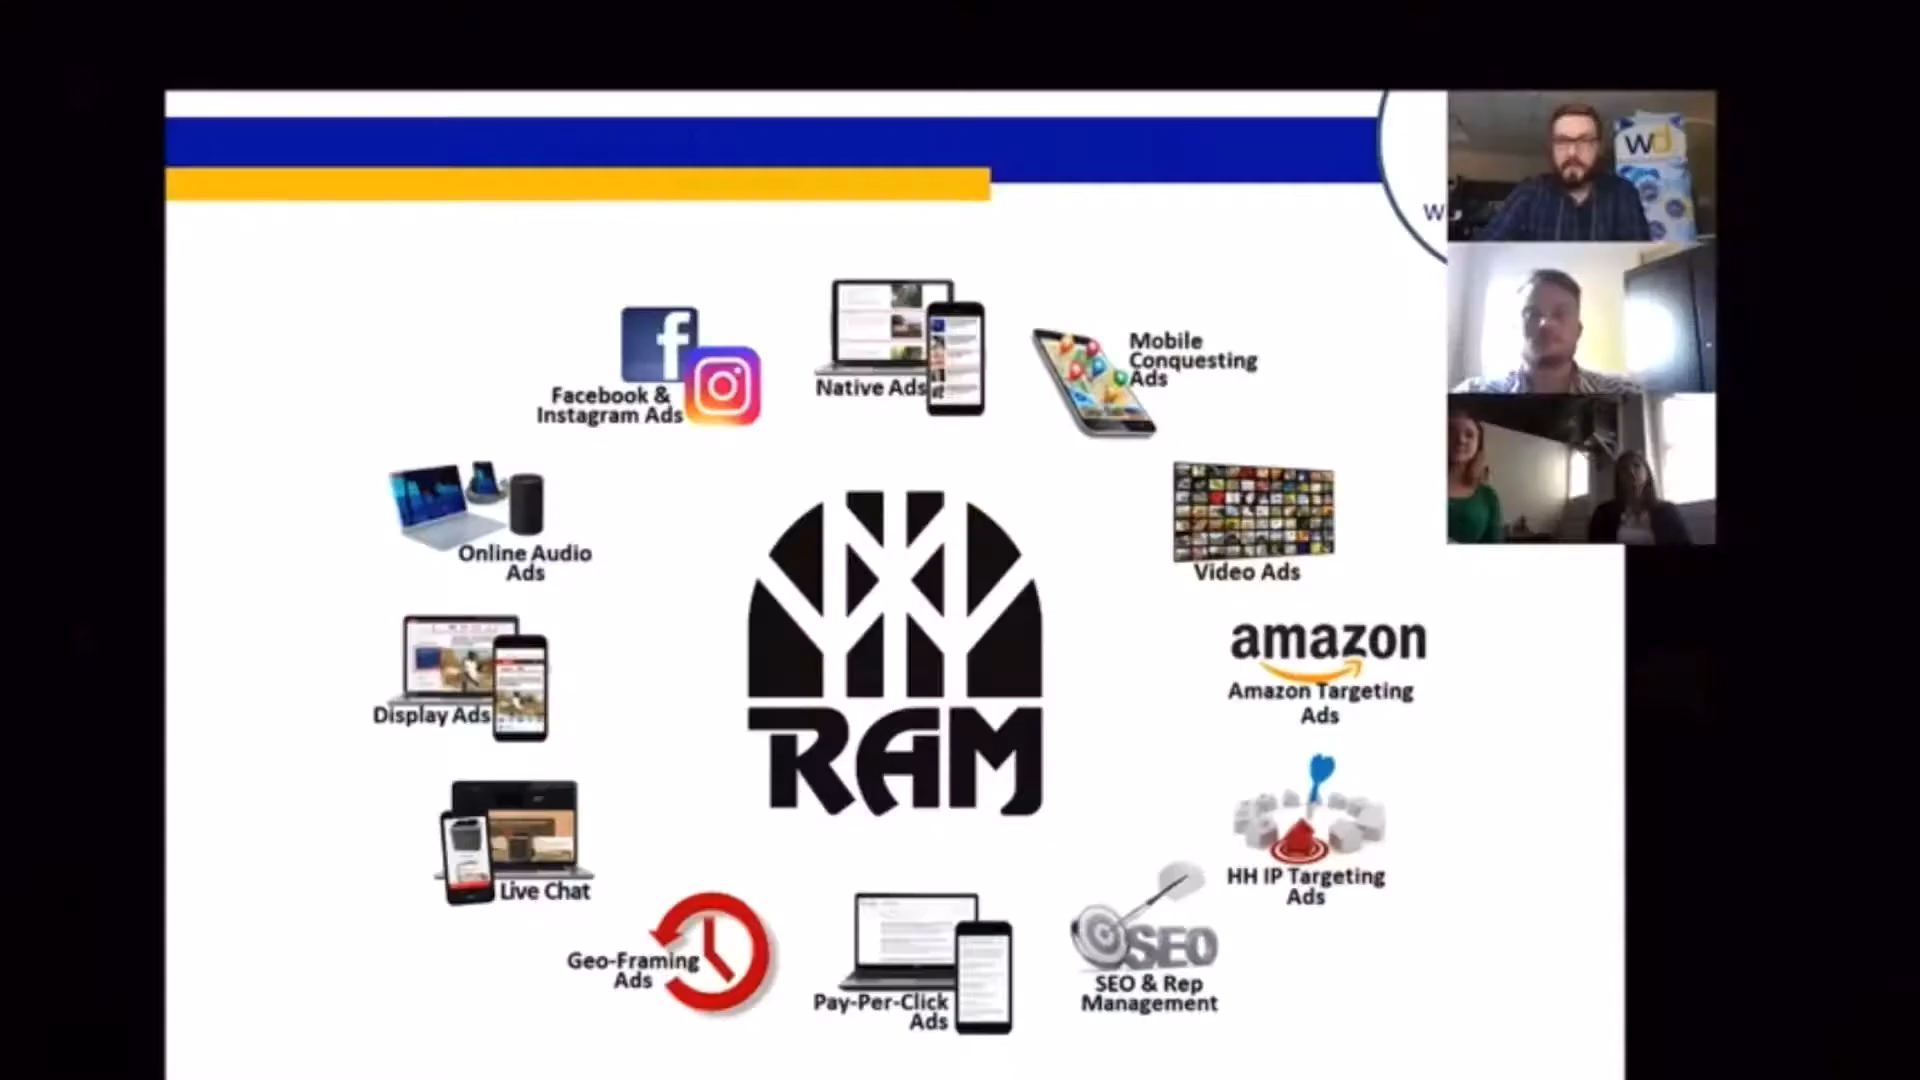 wd
W
Native Ads
Mobile
Conquesting
Ads
Facebook &
Instagram Ads
Online Audio
Ads
Video Ads
amazon
Amazon Targeting
Ads
Display Ads
RAM
HH IP Targeting
Ads
Live Chat
SEO
SEO & Rep
Management
Geo-Framing
Ads
Pay-Per-Click
Ads